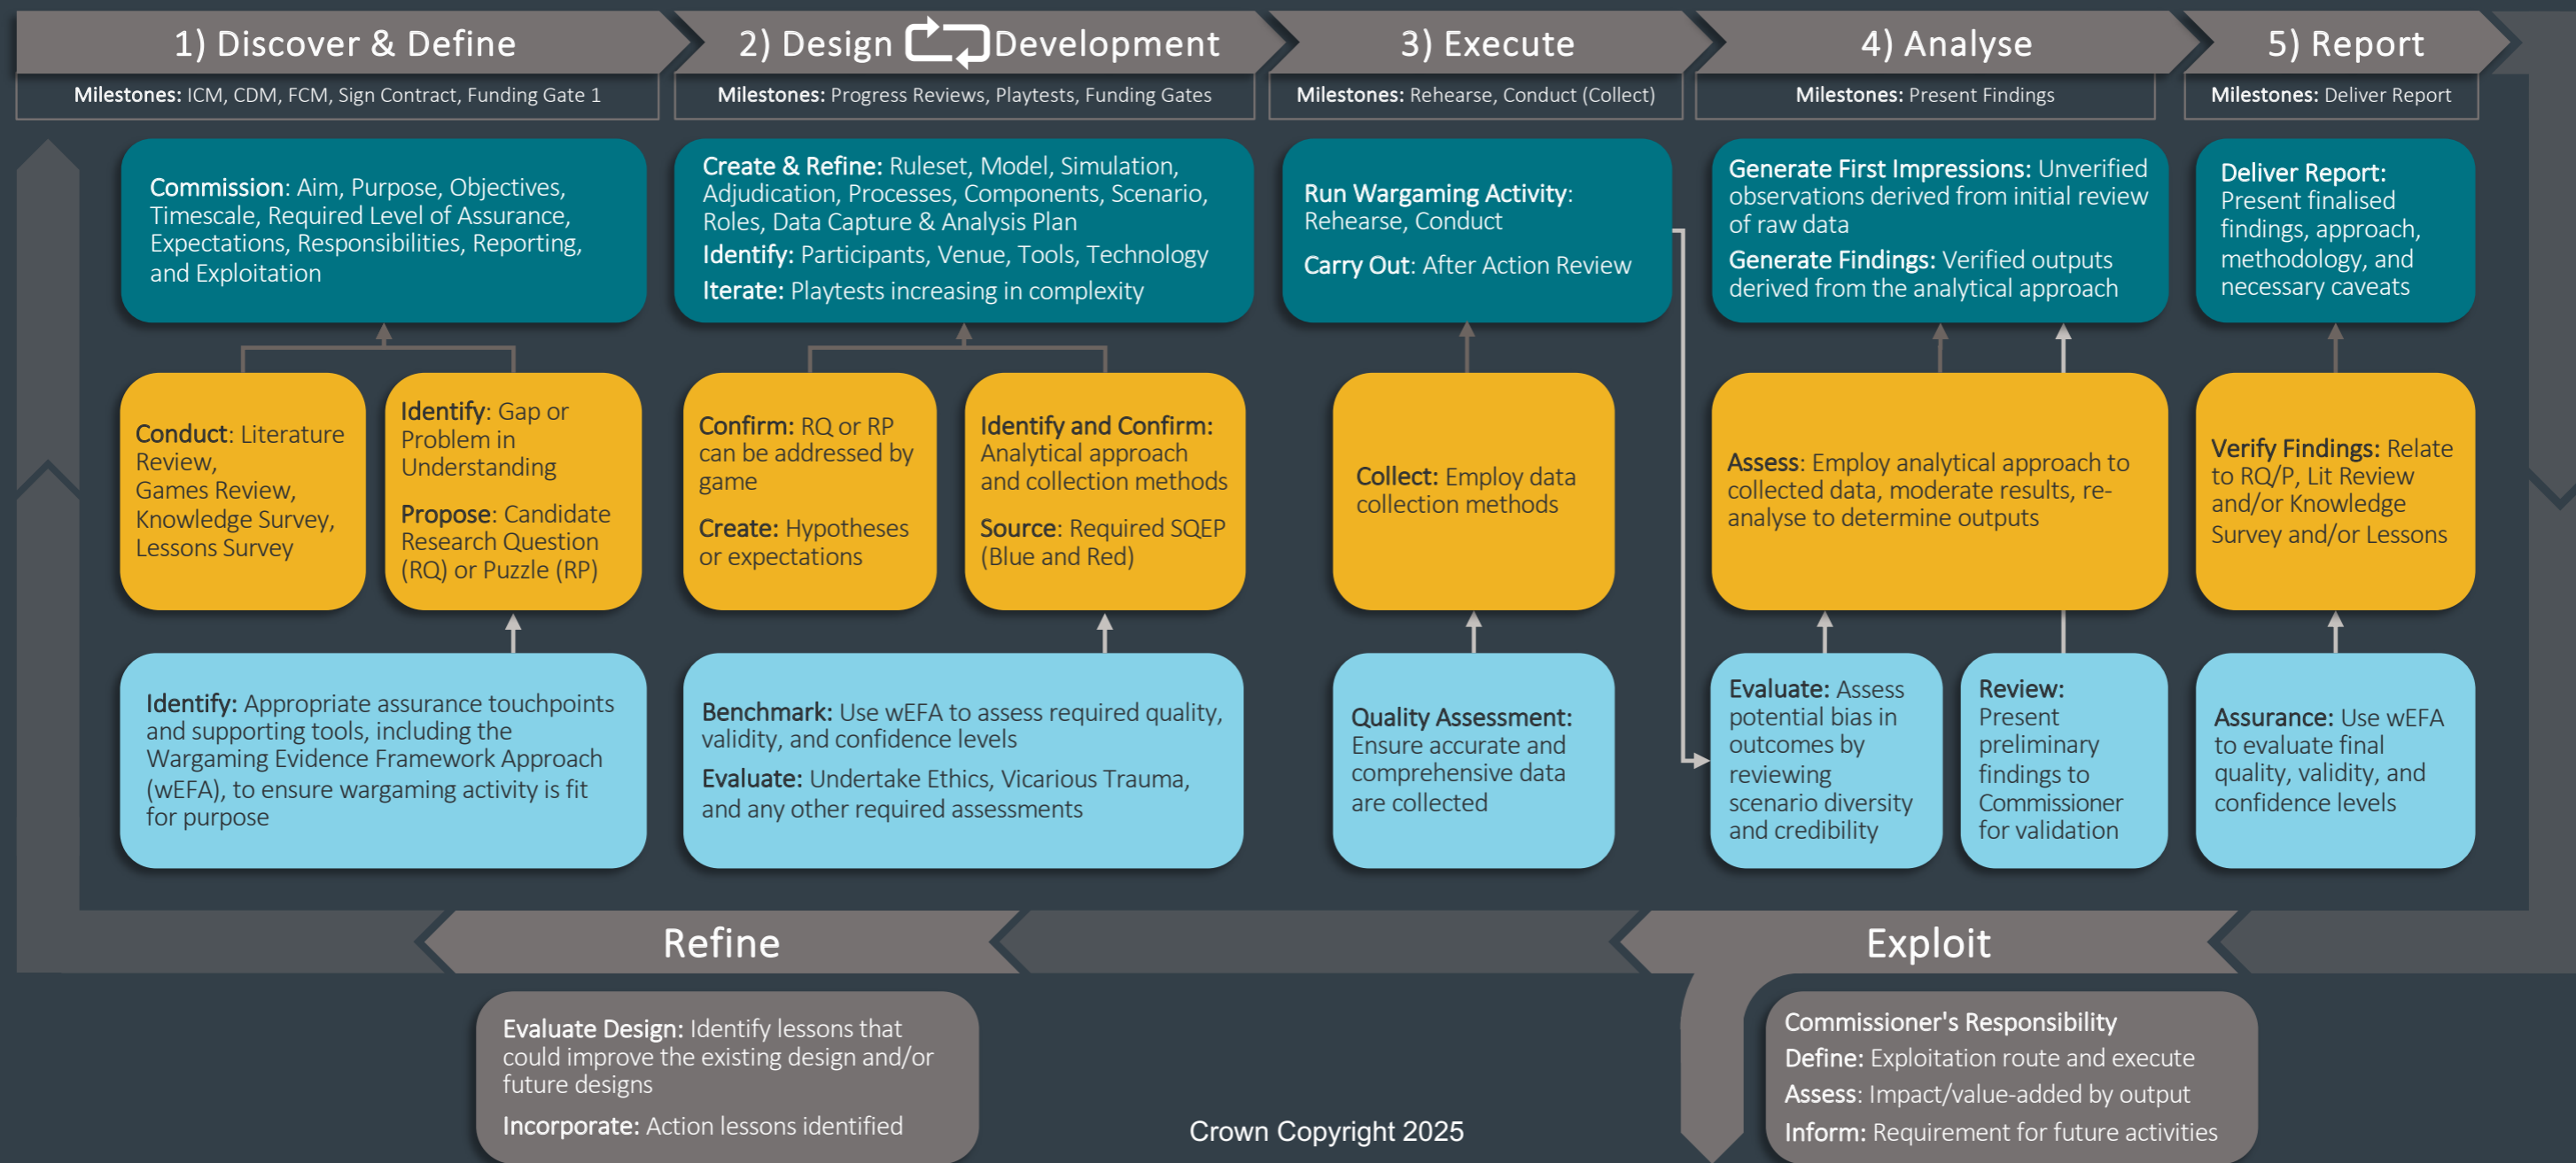 1) Discover & Define
Milestones: ICM, CDM, FCM, Sign Contract, Funding Gate 1
2) Design Development
Milestones: Progress Reviews, Playtests, Funding Gates
3) Execute
Milestones: Rehearse, Conduct (Collect)
4) Analyse
Milestones: Present Findings
5) Report
Milestones: Deliver Report
Commission: Aim, Purpose, Objectives,
Timescale, Required Level of Assurance,
Expectations, Responsibilities, Reporting,
and Exploitation
Create & Refine: Ruleset, Model, Simulation,
Adjudication, Processes, Components, Scenario,
Roles, Data Capture & Analysis Plan
Identify: Participants, Venue, Tools, Technology
Iterate: Playtests increasing in complexity
Run Wargaming Activity:
Rehearse, Conduct
Carry Out: After Action Review
Generate First Impressions: Unverified
observations derived from initial review
of raw data
Generate Findings: Verified outputs
derived from the analytical approach
Deliver Report:
Present finalised
findings, approach,
methodology, and
necessary caveats
Conduct: Literature
Review,
Games Review,
Knowledge Survey,
Lessons Survey
Identify: Gap or
Problem in
Understanding
Propose: Candidate
Research Question
(RQ) or Puzzle (RP)
Confirm: RQ or RP
can be addressed by
game
Create: Hypotheses
or expectations
Identify and Confirm:
Analytical approach
and collection methods
Source: Required SQEP
(Blue and Red)
Collect: Employ data
collection methods
Assess: Employ analytical approach to
collected data, moderate results, re-
analyse to determine outputs
Verify Findings: Relate
to RQ/P, Lit Review
and/or Knowledge
Survey and/or Lessons
Identify: Appropriate assurance touchpoints
and supporting tools, including the
Wargaming Evidence Framework Approach
(wEFA), to ensure wargaming activity is fit
for purpose
Benchmark: Use wEFA to assess required quality,
validity, and confidence levels
Evaluate: Undertake Ethics, Vicarious Trauma,
and any other required assessments
Quality Assessment:
Ensure accurate and
comprehensive data
are collected
Evaluate: Assess
potential bias in
outcomes by
reviewing
scenario diversity
and credibility
Review:
Present
preliminary
findings to
Commissioner
for validation
Assurance: Use wEFA
to evaluate final
quality, validity, and
confidence levels
Refine
Exploit
Evaluate Design: Identify lessons that
could improve the existing design and/or
future designs
Incorporate: Action lessons identified
Crown Copyright 2025
Commissioner's Responsibility
Define: Exploitation route and execute
Assess: Impact/value-added by output
Inform: Requirement for future activities